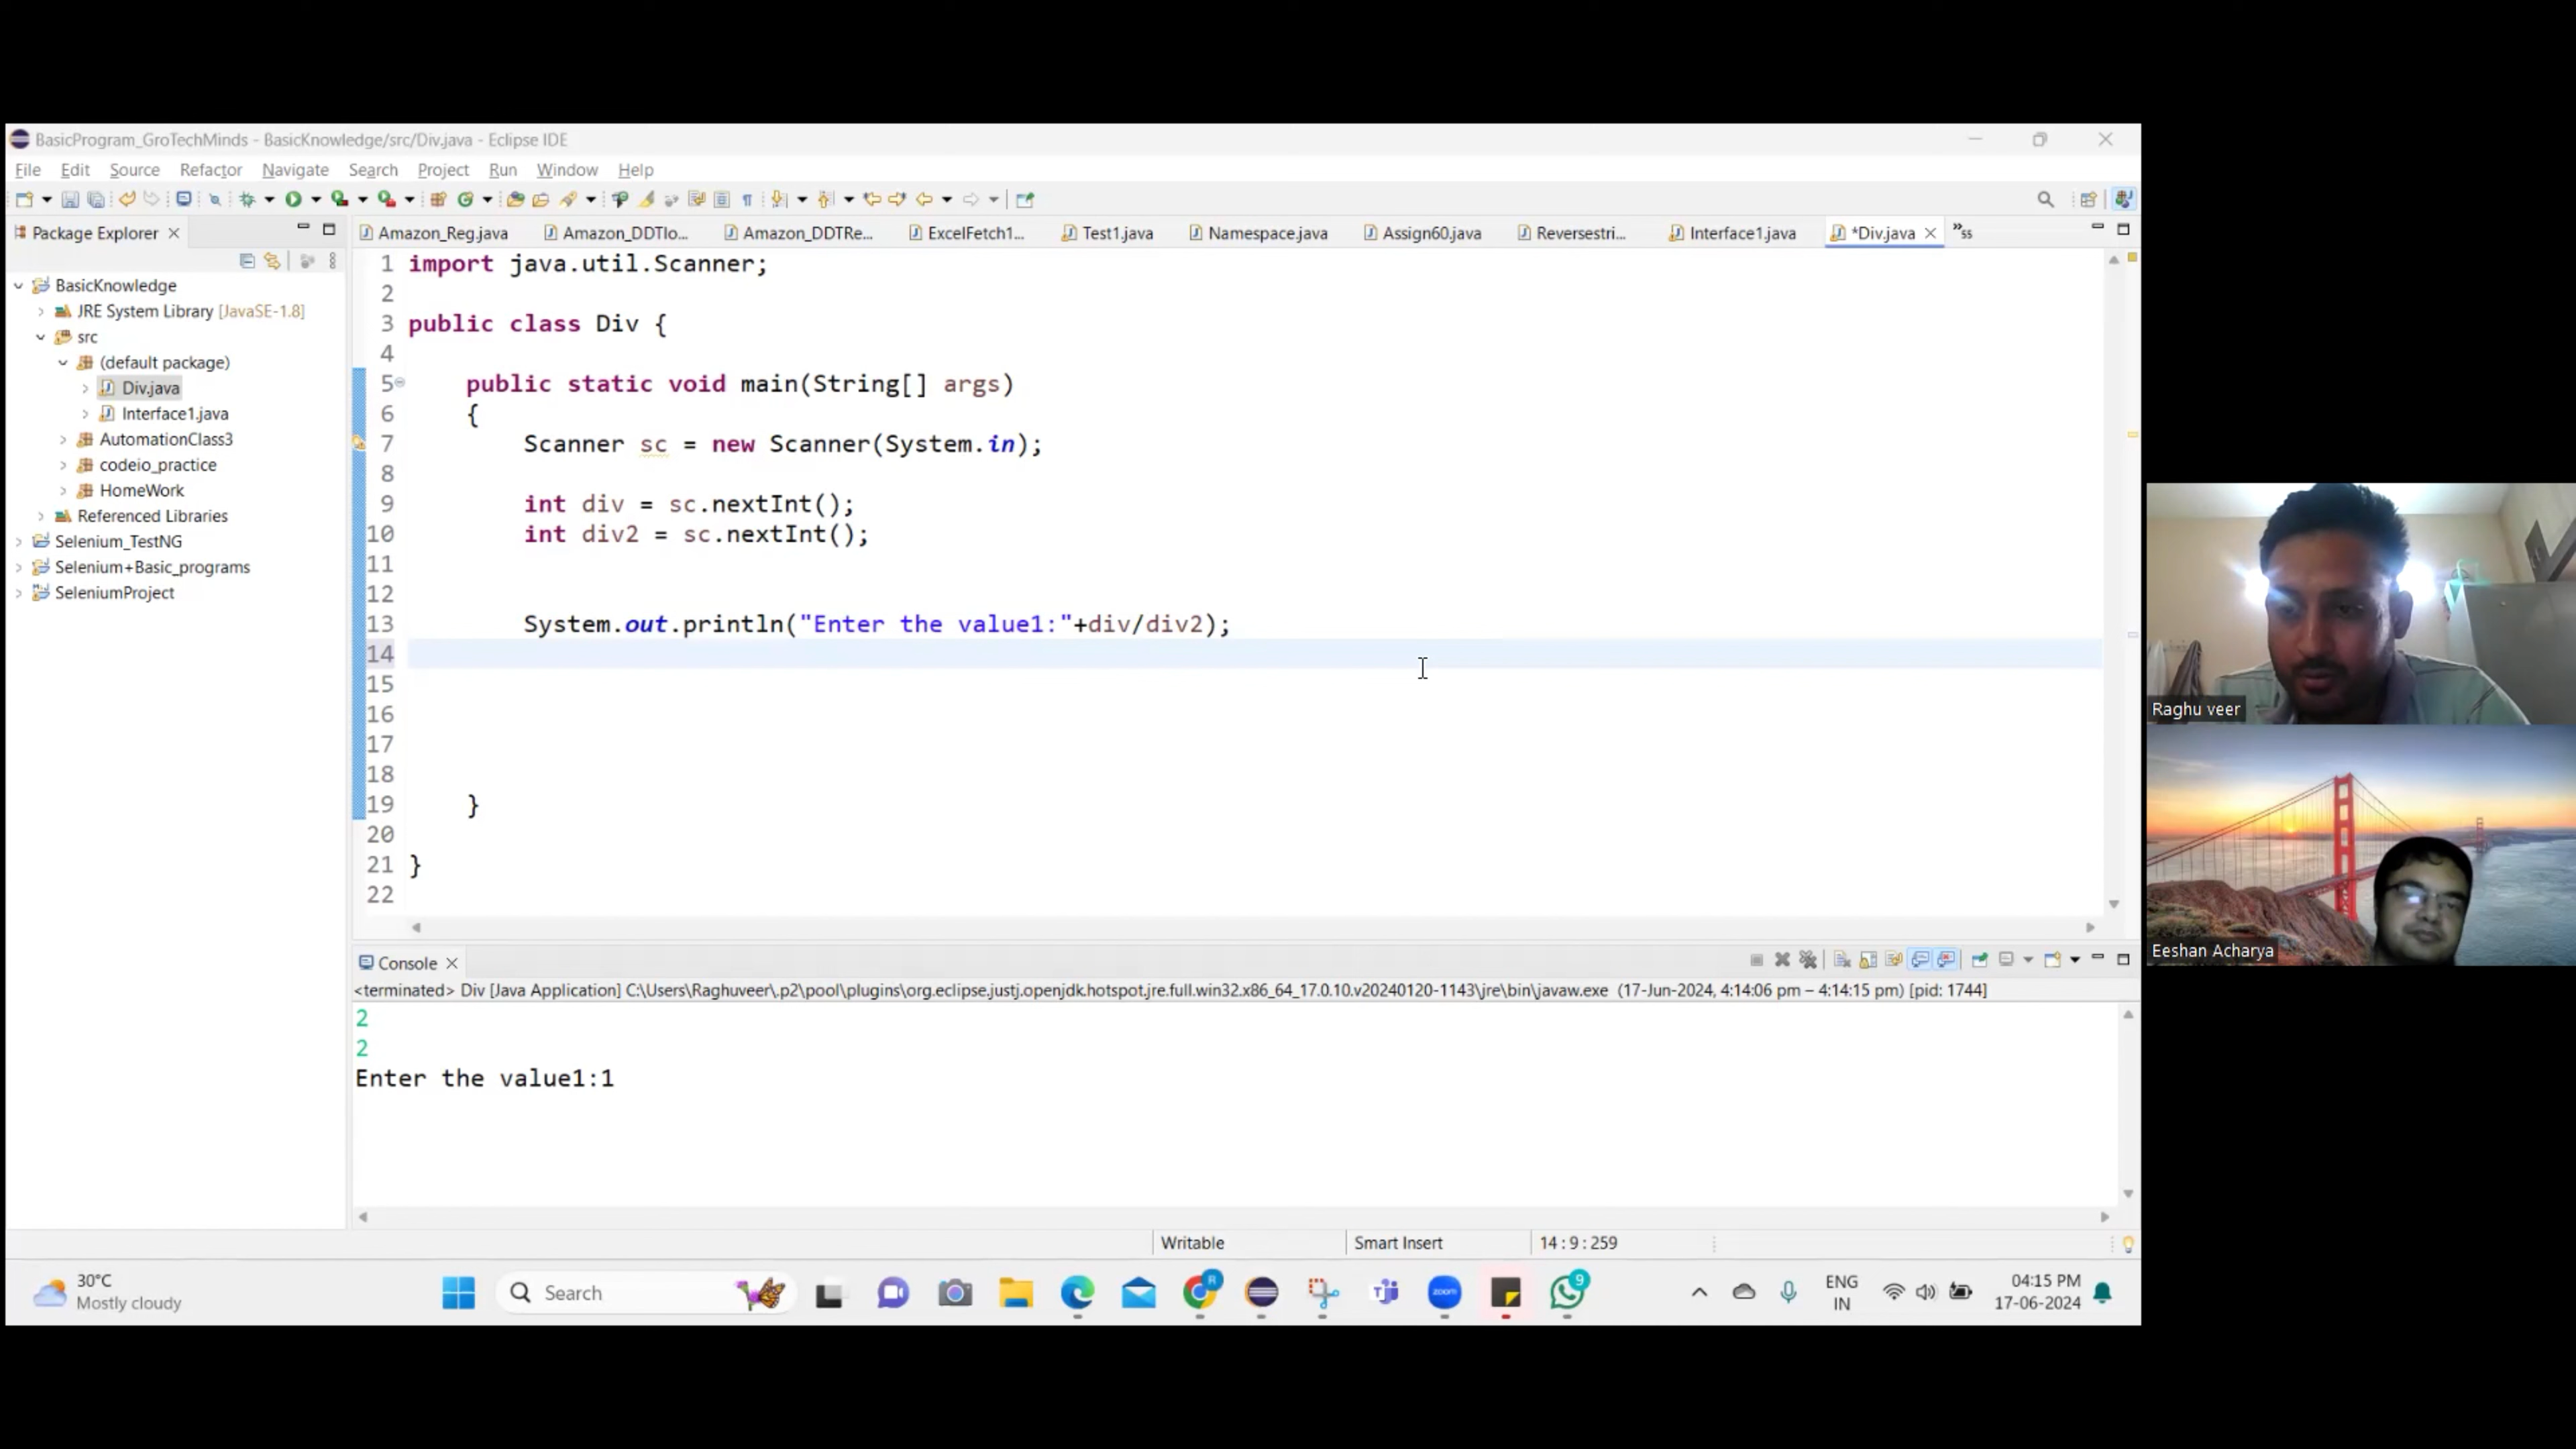 BasicProgram_GroTechMinds - BasicKnowledge/src/Div.java - Eclipse IDE
File Edit Source Refactor Navigate Search Project Run Window Help
Package Explorer
Amazon_Reg.java Amazon_DDTlo... Amazon_DDTRe... ExcelFetch1... Test1.java Namespace.java Assign60.java Reversestri... Interface1.java *Div.java »55
BasicKnowledge
JRE System Library [JavaSE-1.8]
src
(default package)
Div.java
Interface1.java
AutomationClass3
codeio_practice
HomeWork
Referenced Libraries
Selenium_TestNG
Selenium+Basic_programs
SeleniumProject
1 import java.util.Scanner;
2
3 public class Div {
4
5 public static void main(String[] args)
6 {
7 Scanner sc = new Scanner(System.in);
8
9 int div = sc.nextInt();
10 int div2 = sc.nextInt();
11
12
13 System.out.println("Enter the value1:"+div/div2);
14
15
16
17
18
19 }
20
21 }
22
Console
<terminated> Div [Java Application] C:\Users\Raghuveer\.p2\pool\plugins\org.eclipse.justj.openjdk.hotspot.jre.full.win32.x86_64_17.0.10.v20240120-1143\jre\bin\javaw.exe (17-Jun-2024, 4:14:06 pm – 4:14:15 pm) [pid: 1744]
2
2
Enter the value1:1
Writable Smart Insert 14 : 9 : 259
Raghu veer
Eeshan Acharya
30°C
Mostly cloudy
Search
R
zoom
9
ENG
IN
04:15 PM
17-06-2024